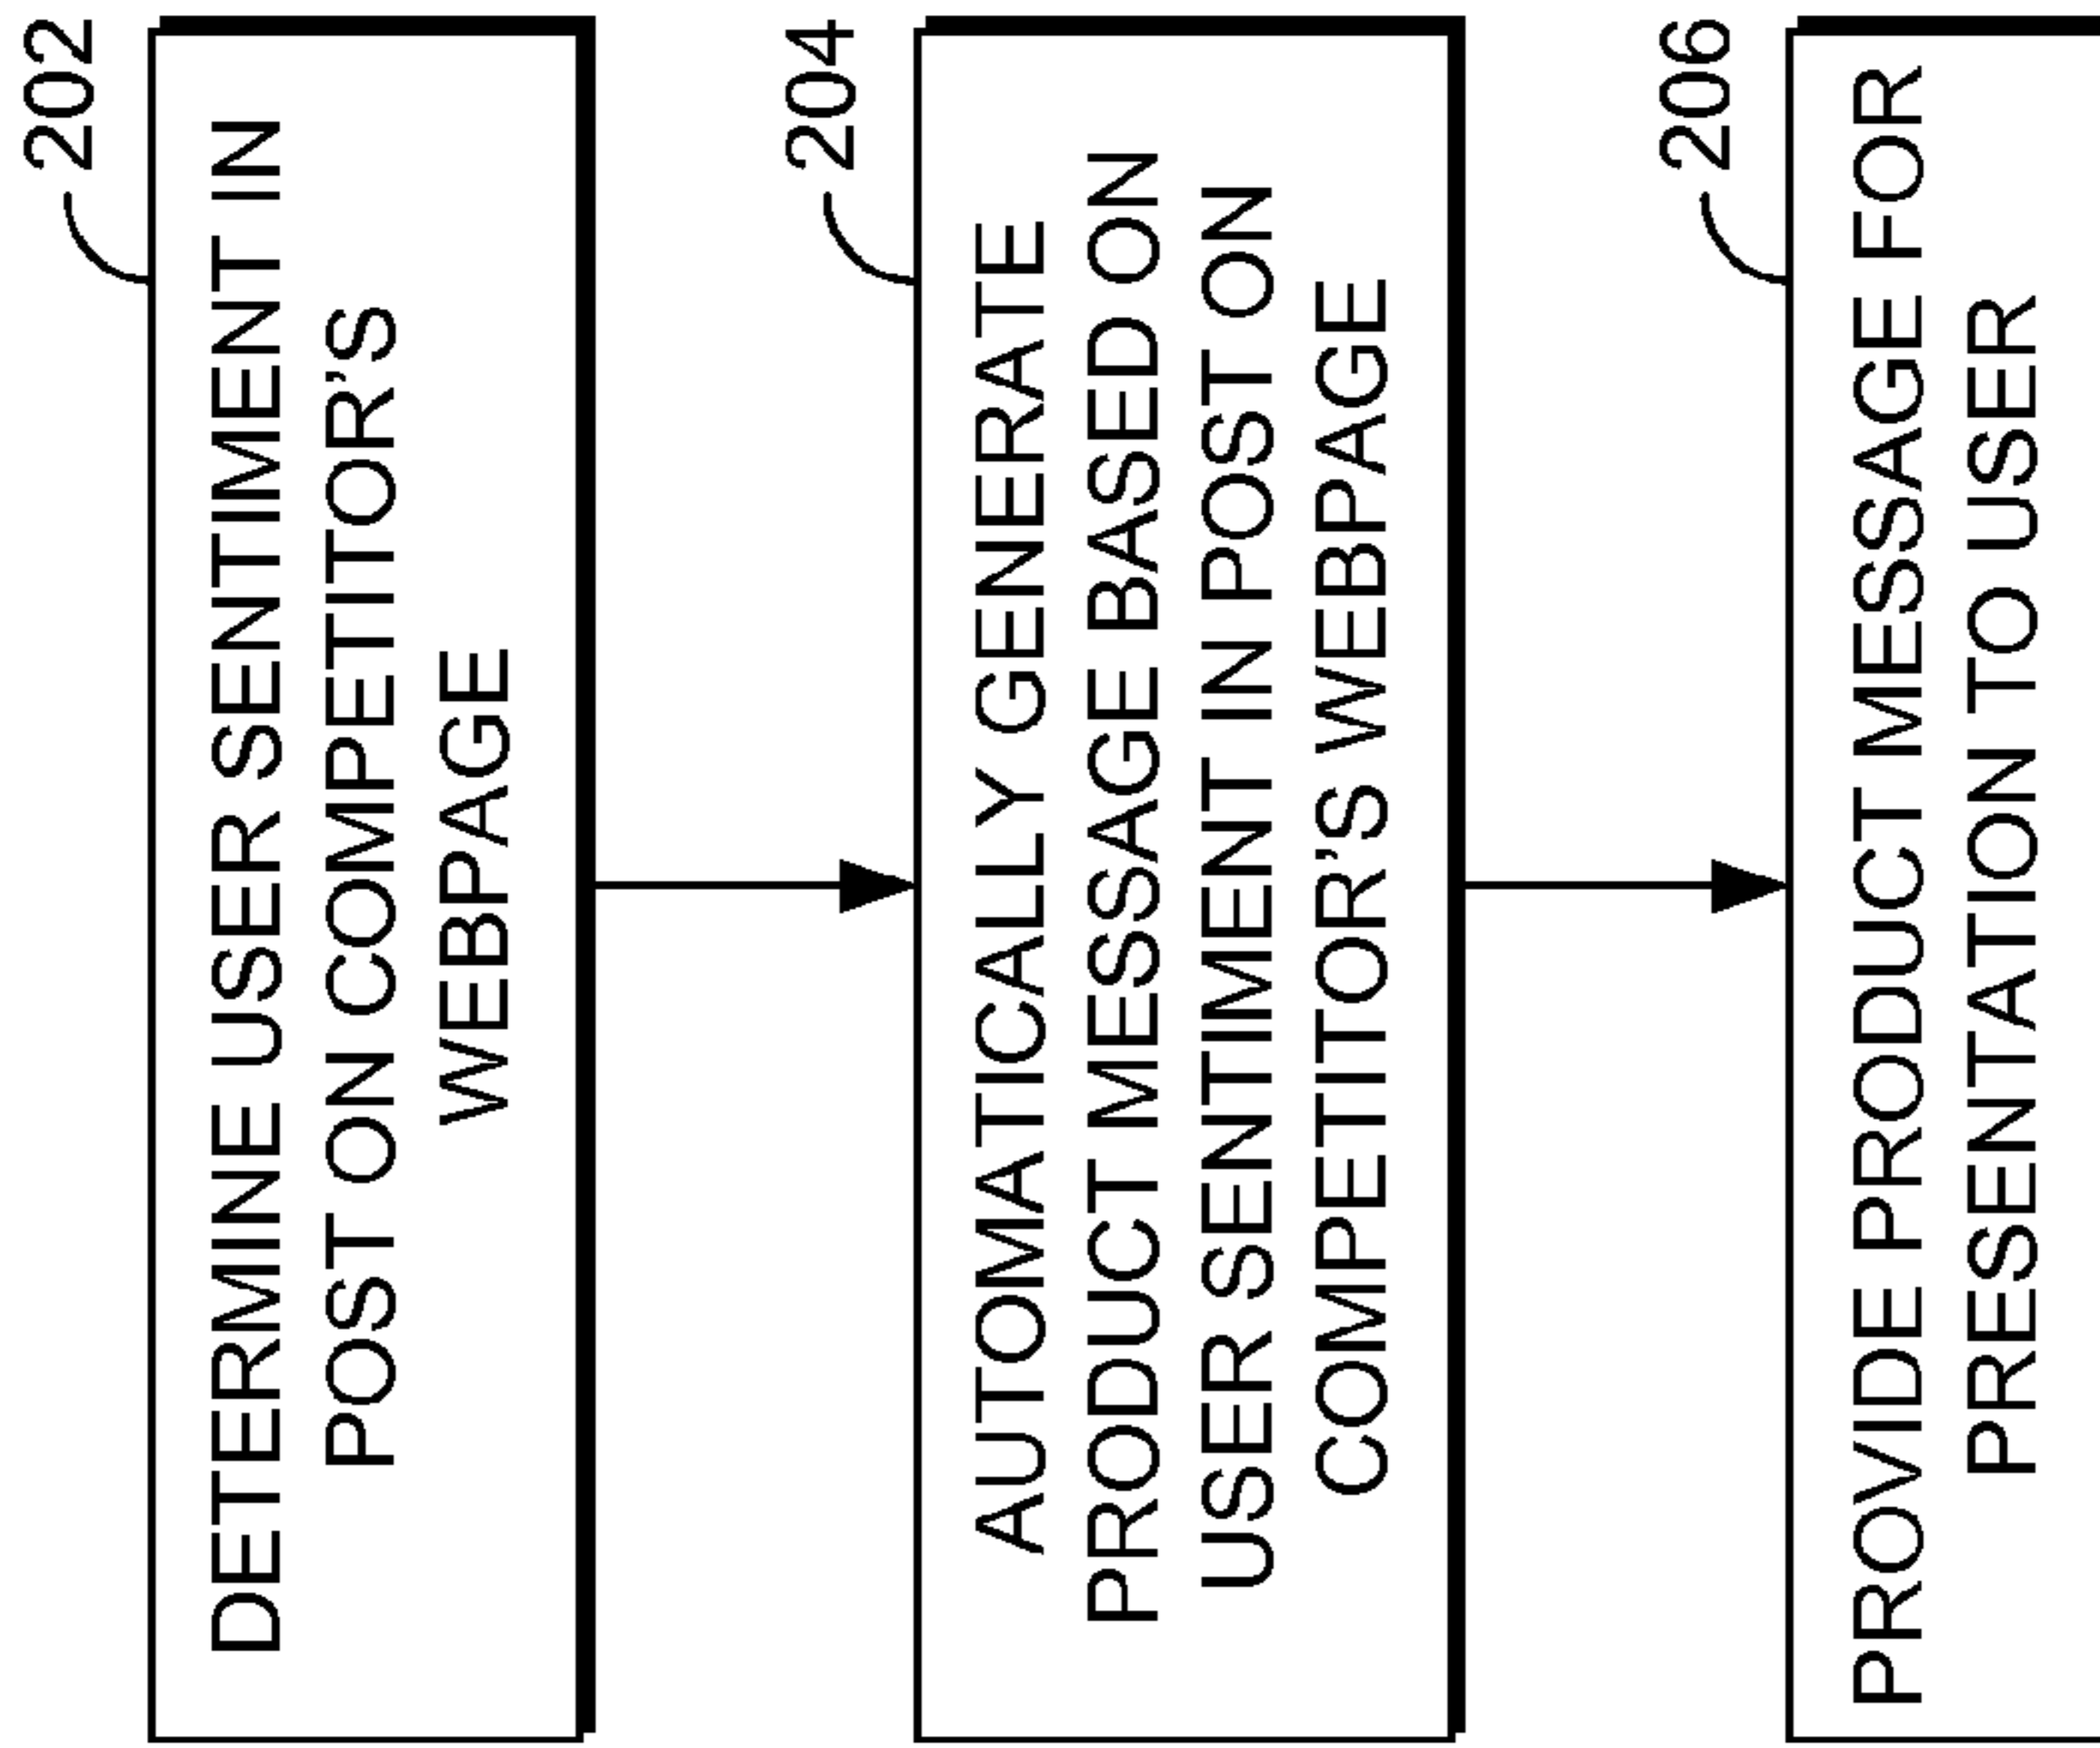 202
DETERMINE USER SENTIMENT IN
POST ON COMPETITOR'S
WEBPAGE
204
AUTOMATICALLY GENERATE
PRODUCT MESSAGE BASED ON
USER SENTIMENT IN POST ON
COMPETITOR'S WEBPAGE
206
PROVIDE PRODUCT MESSAGE FOR
PRESENTATION TO USER